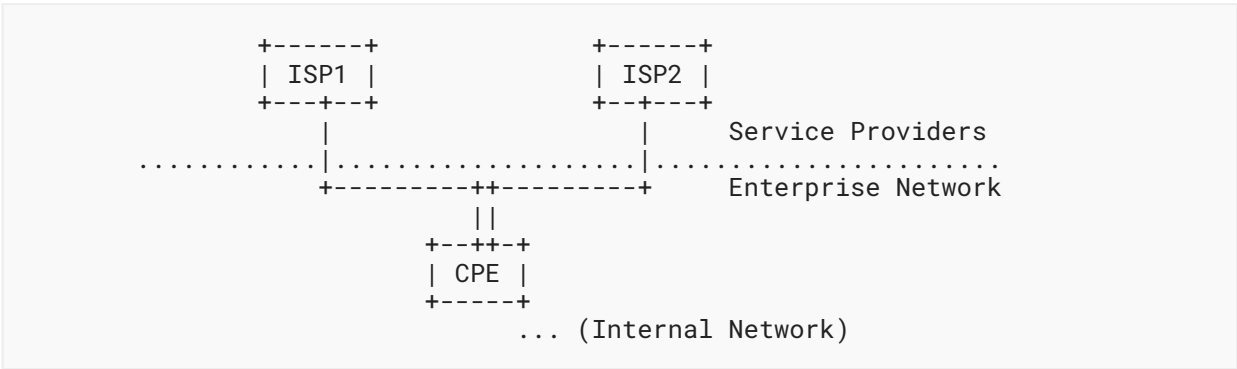 +------+ +------+
| ISP1 | | ISP2 |
+---+--+ +--+---+
| | Service Providers
............|.....................|.......................
+---------++---------+ Enterprise Network
||
+--++-+
| CPE |
+-----+
... (Internal Network)